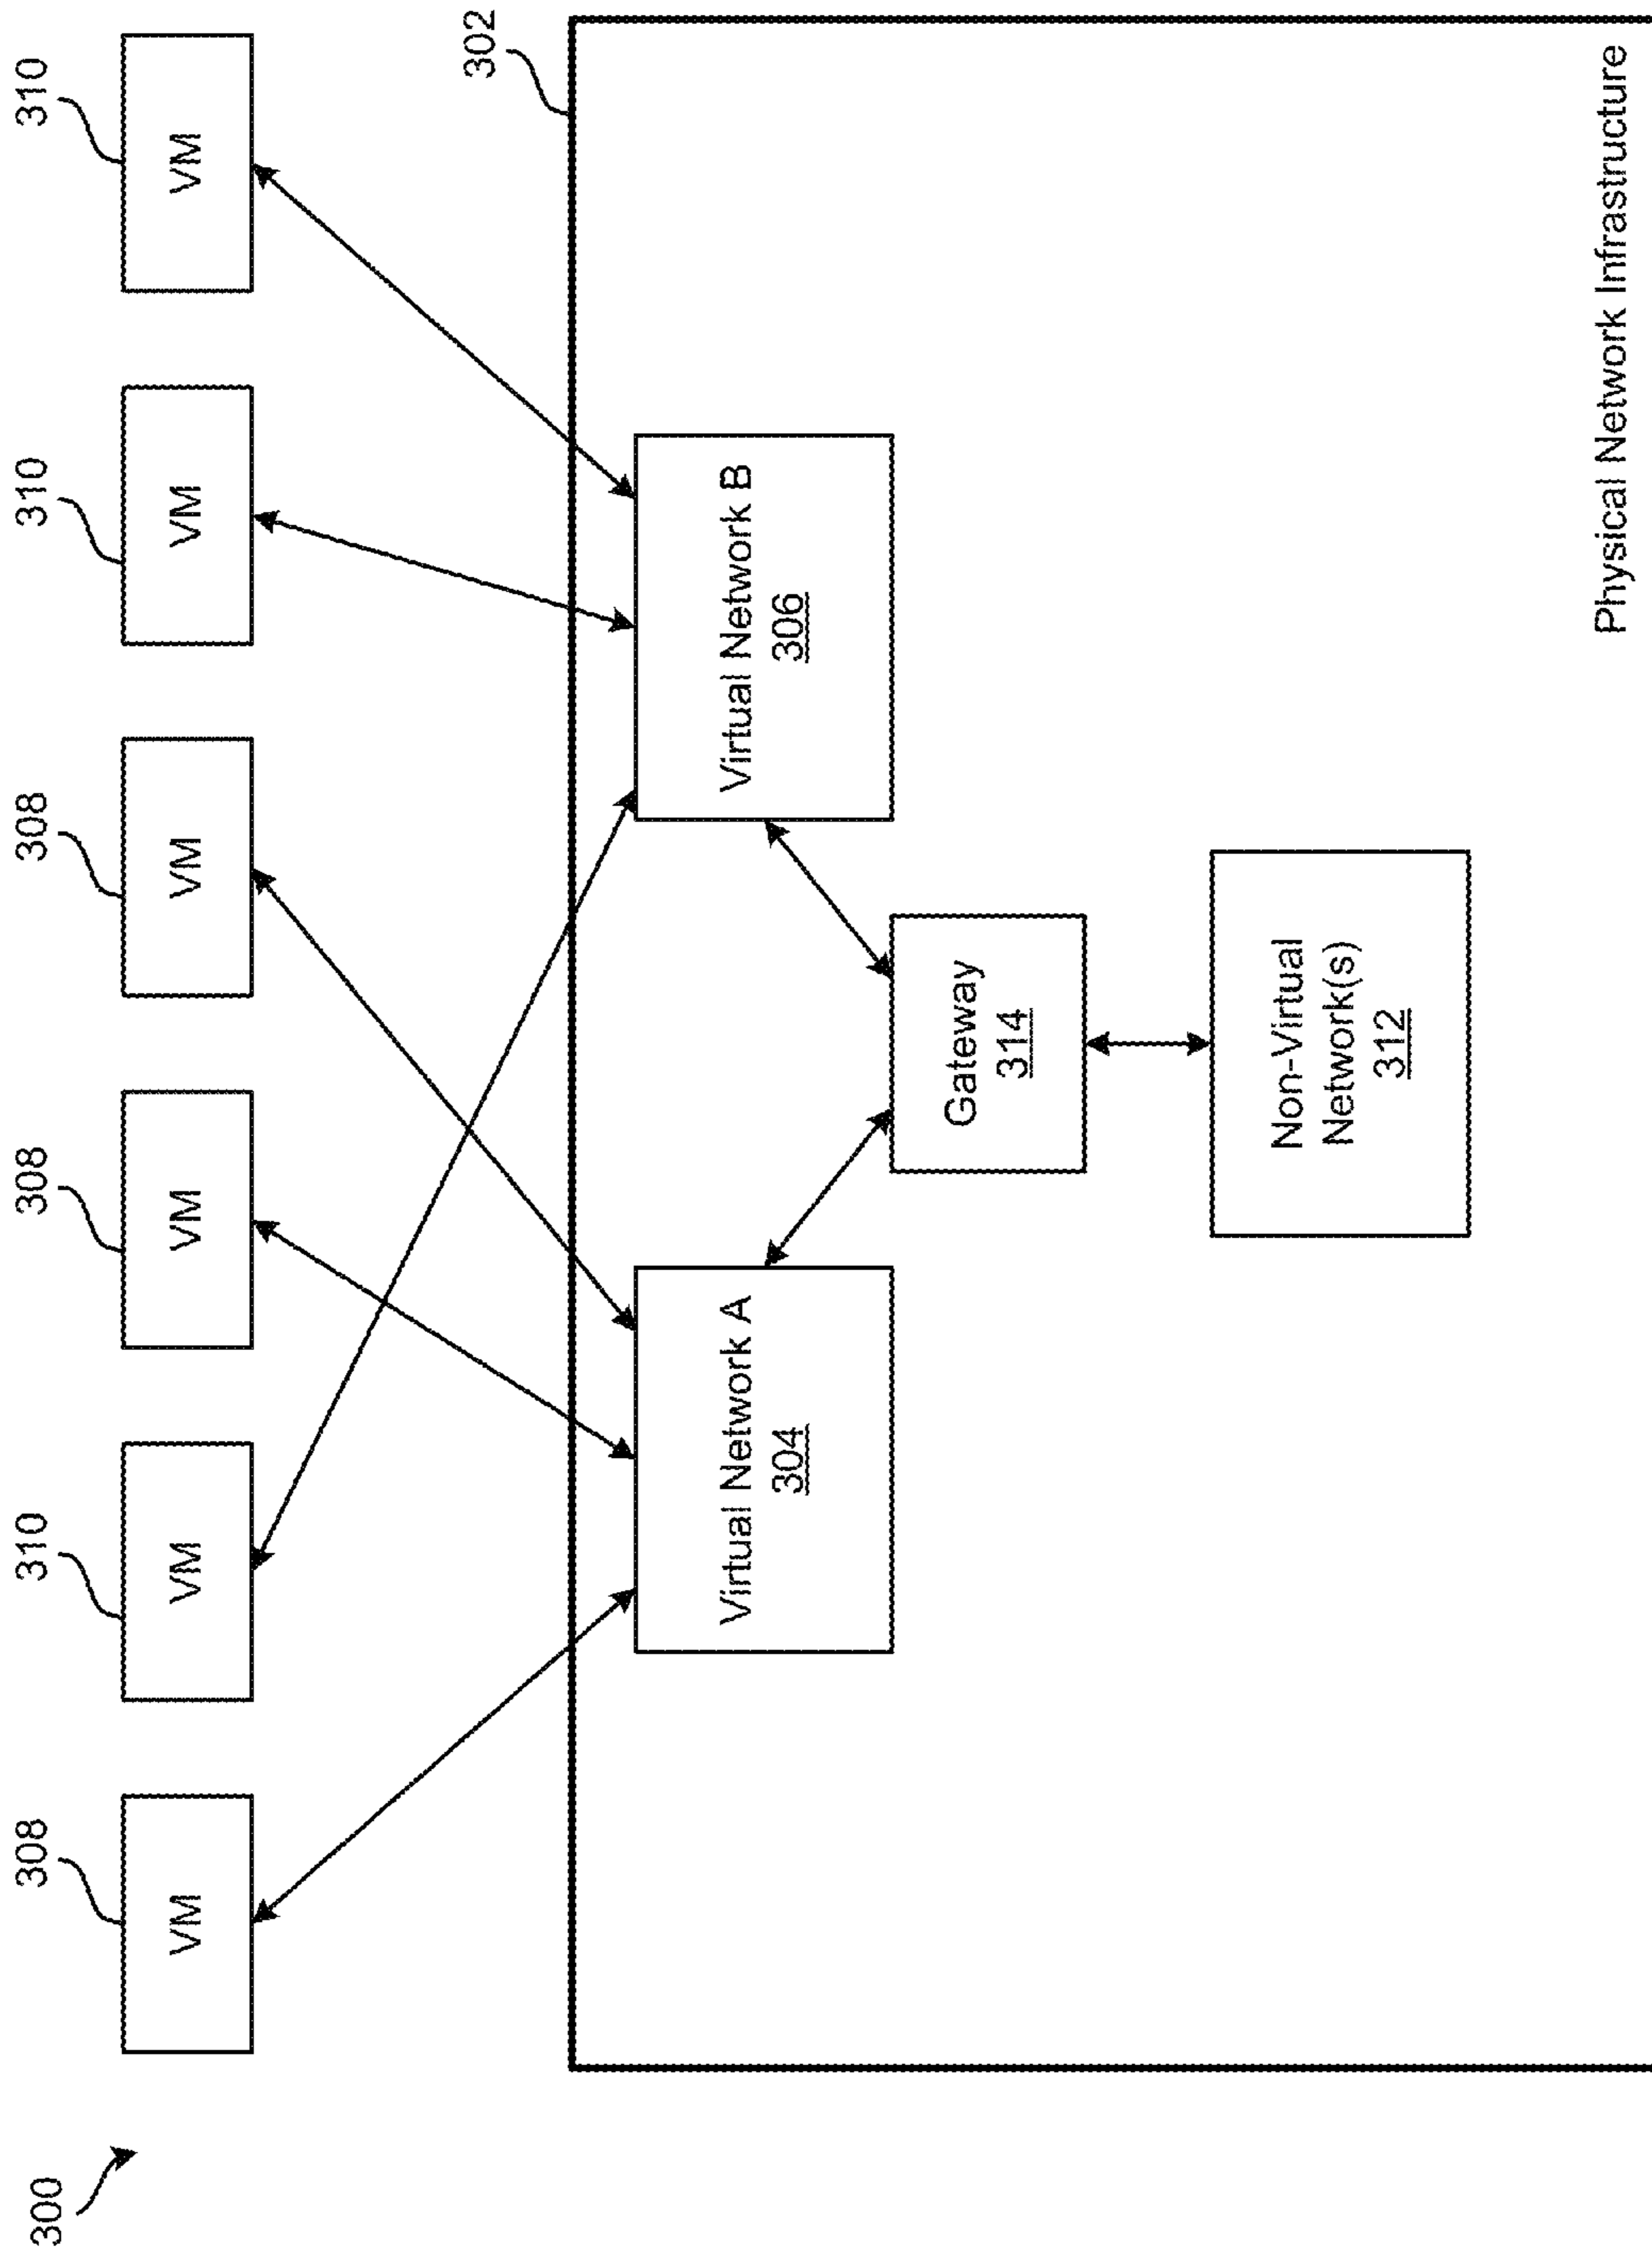 300
308
310
308
308
310
310
VM
VM
VM
VM
VM
VM
302
Virtual Network A
304
Virtual Network B
306
Gateway
314
Non-Virtual
Network(s)
312
Physical Network Infrastructure